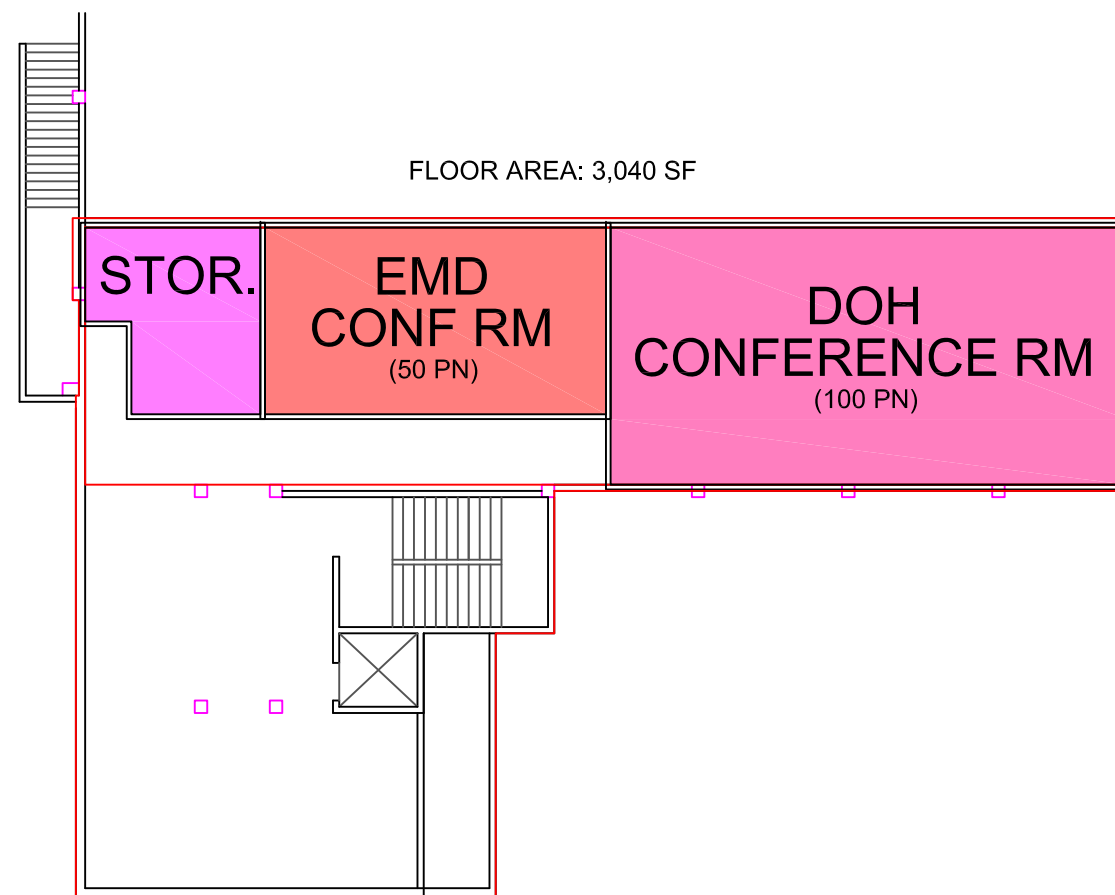 FLOOR AREA: 3,040 SF
STOR.
EMD
CONF RM
(50 PN)
DOH
CONFERENCE RM
(100 PN)